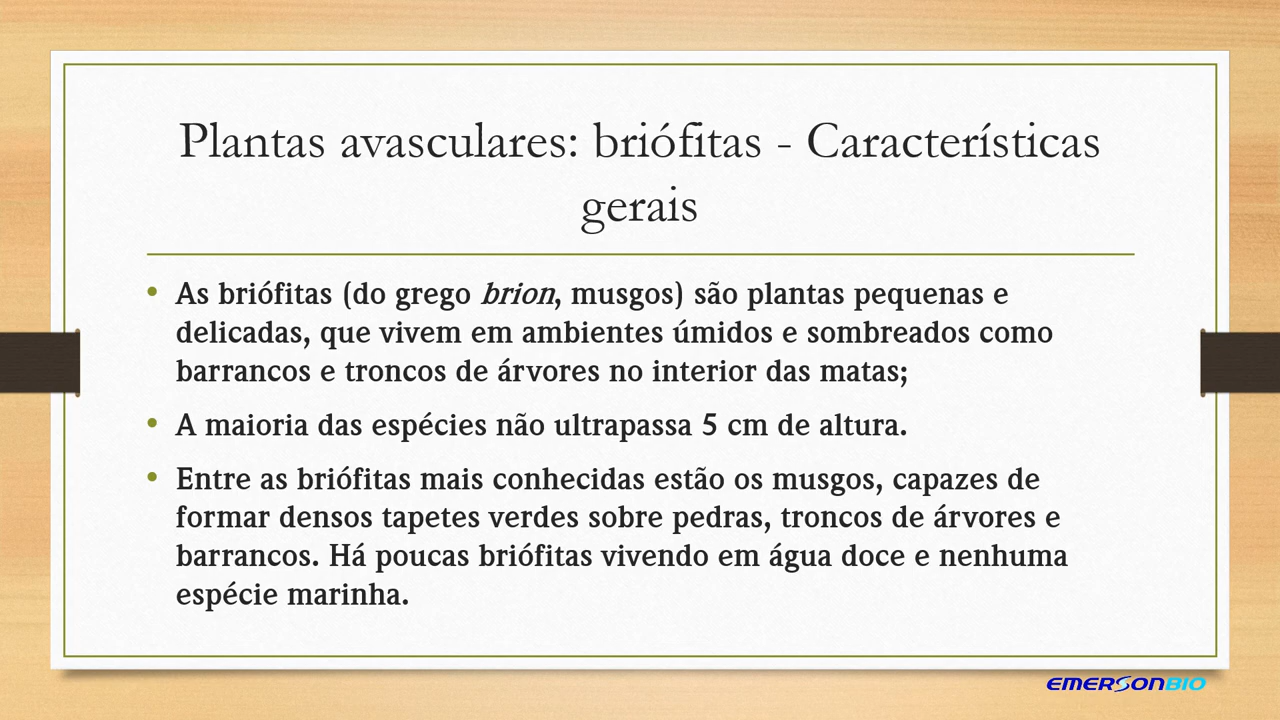 Plantas avasculares: briófitas - Características
gerais
• As briófitas (do grego brion, musgos) são plantas pequenas e
delicadas, que vivem em ambientes úmidos e sombreados como
barrancos e troncos de árvores no interior das matas;
• A maioria das espécies não ultrapassa 5 cm de altura.
• Entre as briófitas mais conhecidas estão os musgos, capazes de
formar densos tapetes verdes sobre pedras, troncos de árvores e
barrancos. Há poucas briófitas vivendo em água doce e nenhuma
espécie marinha.
EMERSONBIO